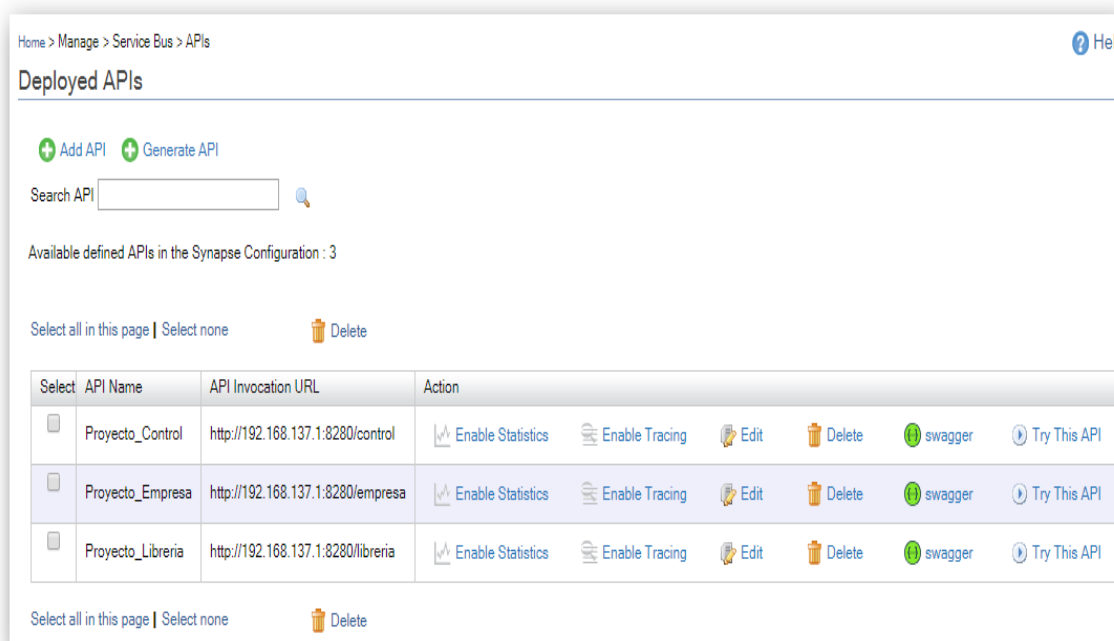 Home > Manage > Service Bus > APIs
Hel
Deployed APIs
Add API Generate API
Search API
Available defined APIs in the Synapse Configuration : 3
Select all in this page | Select none Delete
Select API Name API Invocation URL Action
Proyecto_Control http://192.168.137.1:8280/control Enable Statistics Enable Tracing Edit Delete swagger Try This API
Proyecto_Empresa http://192.168.137.1:8280/empresa Enable Statistics Enable Tracing Edit Delete swagger Try This API
Proyecto_Libreria http://192.168.137.1:8280/libreria Enable Statistics Enable Tracing Edit Delete swagger Try This API
Select all in this page | Select none Delete